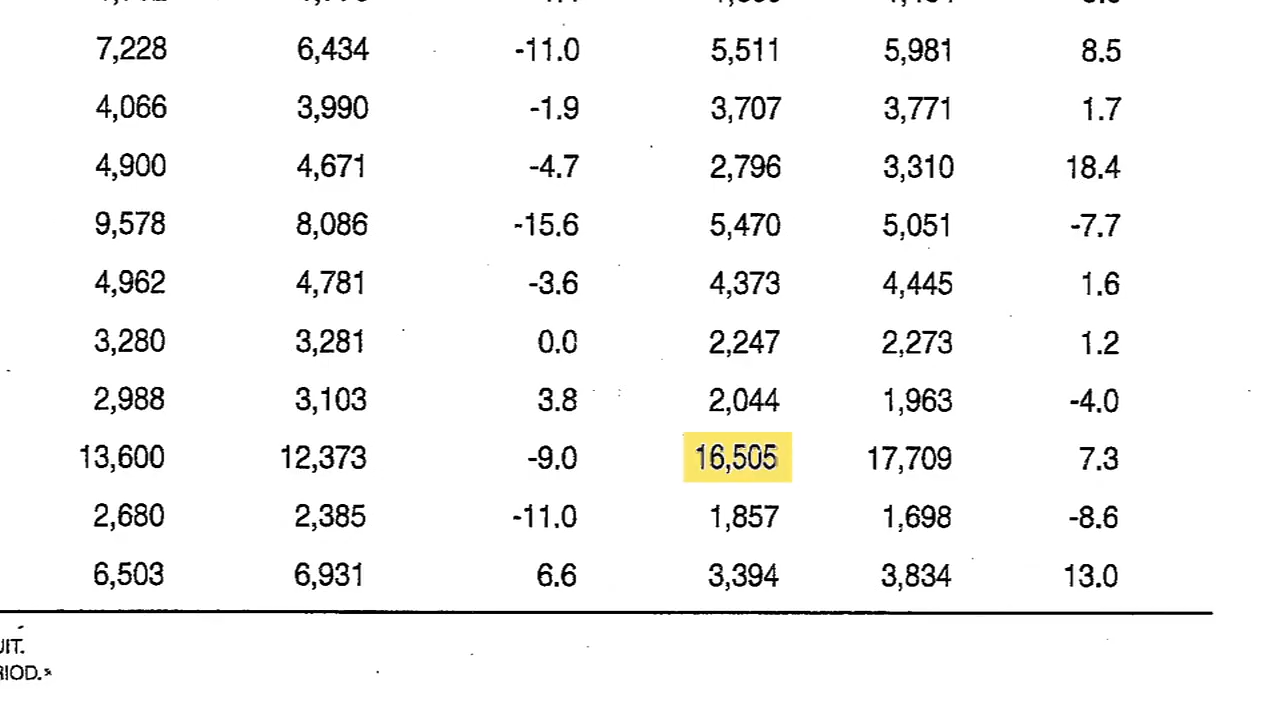 7,228 6,434 -11.0 5,511 5,981 8.5
4,066 3,990 -1.9 3,707 3,771 1.7
4,900 4,671 -4.7 2,796 3,310 18.4
9,578 8,086 -15.6 5,470 5,051 -7.7
4,962 4,781 -3.6 4,373 4,445 1.6
3,280 3,281 0.0 2,247 2,273 1.2
2,988 3,103 3.8 2,044 1,963 -4.0
13,600 12,373 -9.0 16,505 17,709 7.3
2,680 2,385 -11.0 1,857 1,698 -8.6
6,503 6,931 6.6 3,394 3,834 13.0
UIT.
RIOD.